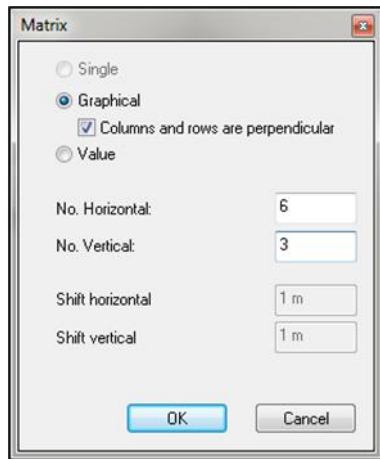 Matrix
Single
Graphical
Columns and rows are perpendicular
Value
No. Horizontal: 6
No. Vertical: 3
Shift horizontal 1 m
Shift vertical 1 m
OK Cancel